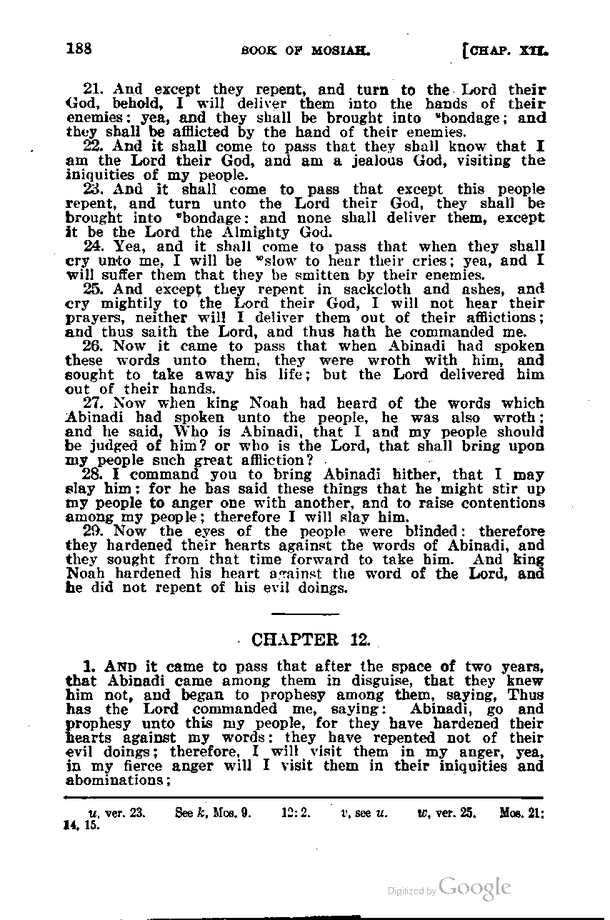 188 BOOK OF MOSIAH. [CHAP. XII.
21. And except they repent, and turn to the Lord their
God, behold, I will deliver them into the hands of their
enemies: yea, and they shall be brought into ᵘbondage; and
they shall be afflicted by the hand of their enemies.
22. And it shall come to pass that they shall know that I
am the Lord their God, and am a jealous God, visiting the
iniquities of my people.
23. And it shall come to pass that except this people
repent, and turn unto the Lord their God, they shall be
brought into ᵛbondage: and none shall deliver them, except
it be the Lord the Almighty God.
24. Yea, and it shall come to pass that when they shall
cry unto me, I will be ʷslow to hear their cries; yea, and I
will suffer them that they be smitten by their enemies.
25. And except they repent in sackcloth and ashes, and
cry mightily to the Lord their God, I will not hear their
prayers, neither will I deliver them out of their afflictions;
and thus saith the Lord, and thus hath he commanded me.
26. Now it came to pass that when Abinadi had spoken
these words unto them, they were wroth with him, and
sought to take away his life; but the Lord delivered him
out of their hands.
27. Now when king Noah had heard of the words which
Abinadi had spoken unto the people, he was also wroth;
and he said, Who is Abinadi, that I and my people should
be judged of him? or who is the Lord, that shall bring upon
my people such great affliction?
28. I command you to bring Abinadi hither, that I may
slay him; for he has said these things that he might stir up
my people to anger one with another, and to raise contentions
among my people; therefore I will slay him.
29. Now the eyes of the people were blinded: therefore
they hardened their hearts against the words of Abinadi, and
they sought from that time forward to take him. And king
Noah hardened his heart against the word of the Lord, and
he did not repent of his evil doings.
CHAPTER 12.
1. AND it came to pass that after the space of two years,
that Abinadi came among them in disguise, that they knew
him not, and began to prophesy among them, saying, Thus
has the Lord commanded me, saying: Abinadi, go and
prophesy unto this my people, for they have hardened their
hearts against my words: they have repented not of their
evil doings; therefore, I will visit them in my anger, yea,
in my fierce anger will I visit them in their iniquities and
abominations;
u, ver. 23. See k, Mos. 9. 12: 2. v, see u. w, ver. 25. Mos. 21:
14, 15.
Digitized by Google